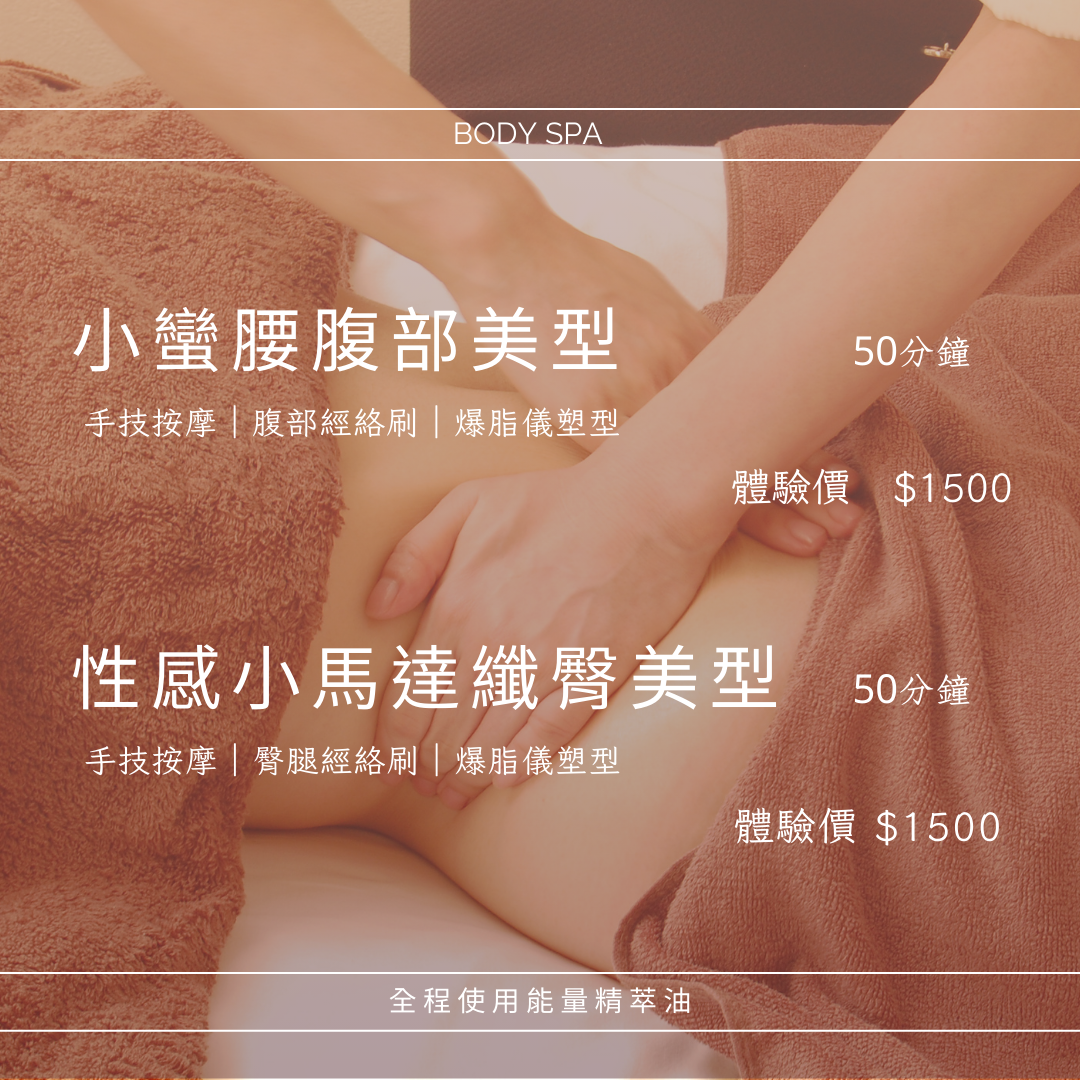 BODY SPA
小蠻腰腹部美型 50分鐘
手技按摩｜腹部經絡刷｜爆脂儀塑型
體驗價 $1500
性感小馬達纖臀美型 50分鐘
手技按摩｜臀腿經絡刷｜爆脂儀塑型
體驗價 $1500
全程使用能量精萃油